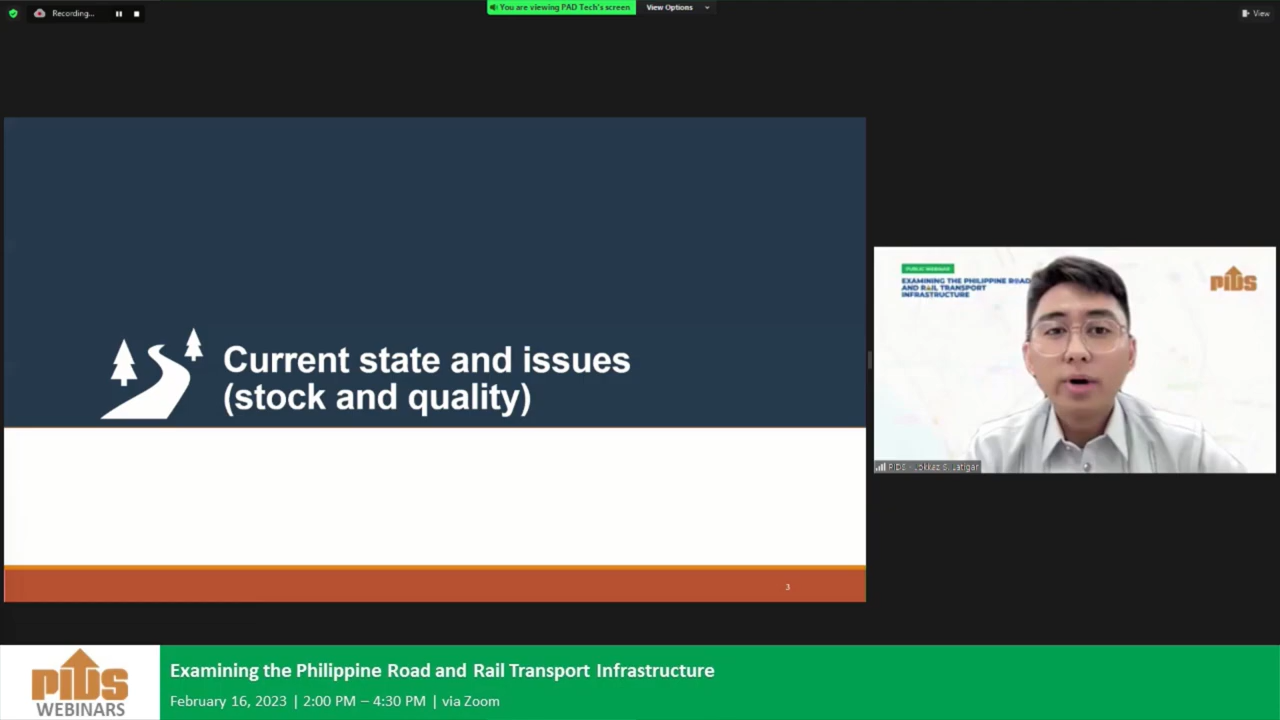 Recording...
You are viewing PAD Tech's screen
View Options
View
Current state and issues
(stock and quality)
3
PUBLIC WEBINAR
EXAMINING THE PHILIPPINE ROAD
AND RAIL TRANSPORT
INFRASTRUCTURE
PIDS
PIDS
PIDS
WEBINARS
Examining the Philippine Road and Rail Transport Infrastructure
February 16, 2023 | 2:00 PM – 4:30 PM | via Zoom